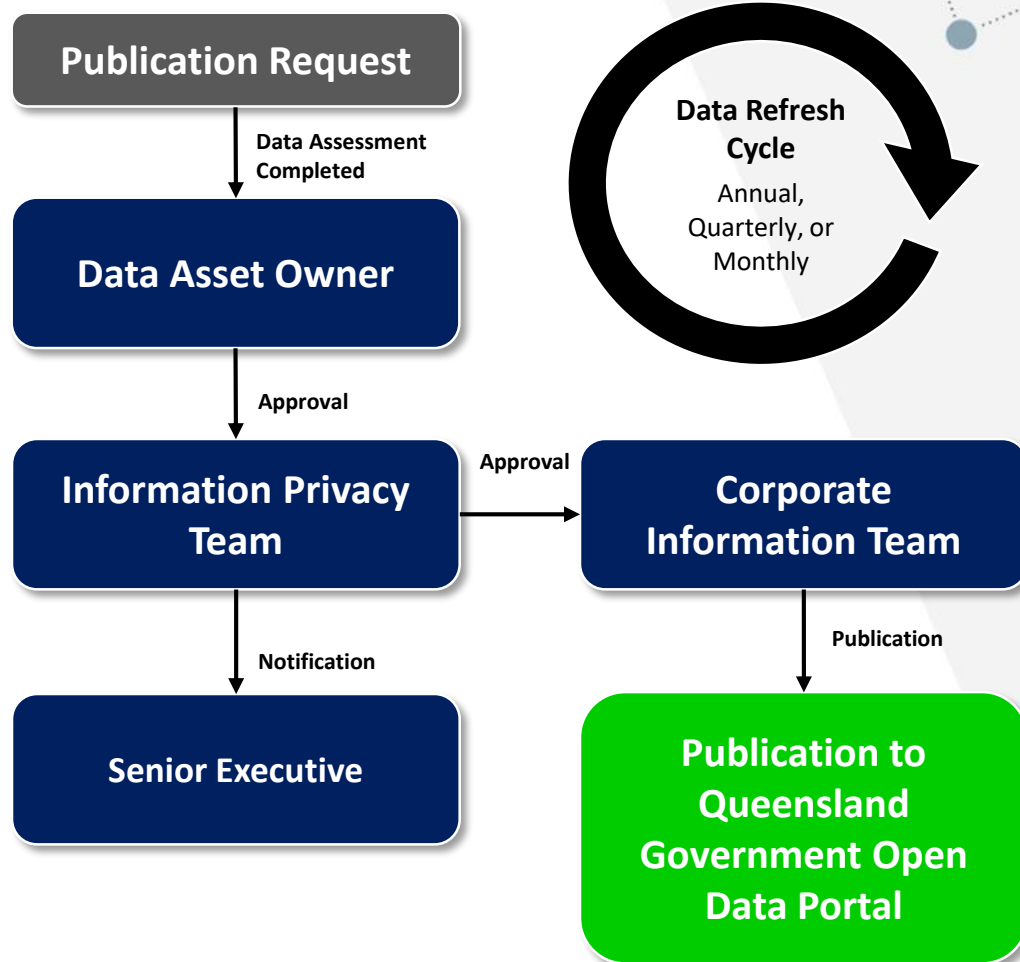 Publication Request
Data Assessment
Completed
Data Asset Owner
Approval
Information Privacy
Team
Notification
Senior Executive
Data Refresh
Cycle
Annual,
Quarterly, or
Monthly
Approval
Corporate
Information Team
Publication
Publication to
Queensland
Government Open
Data Portal